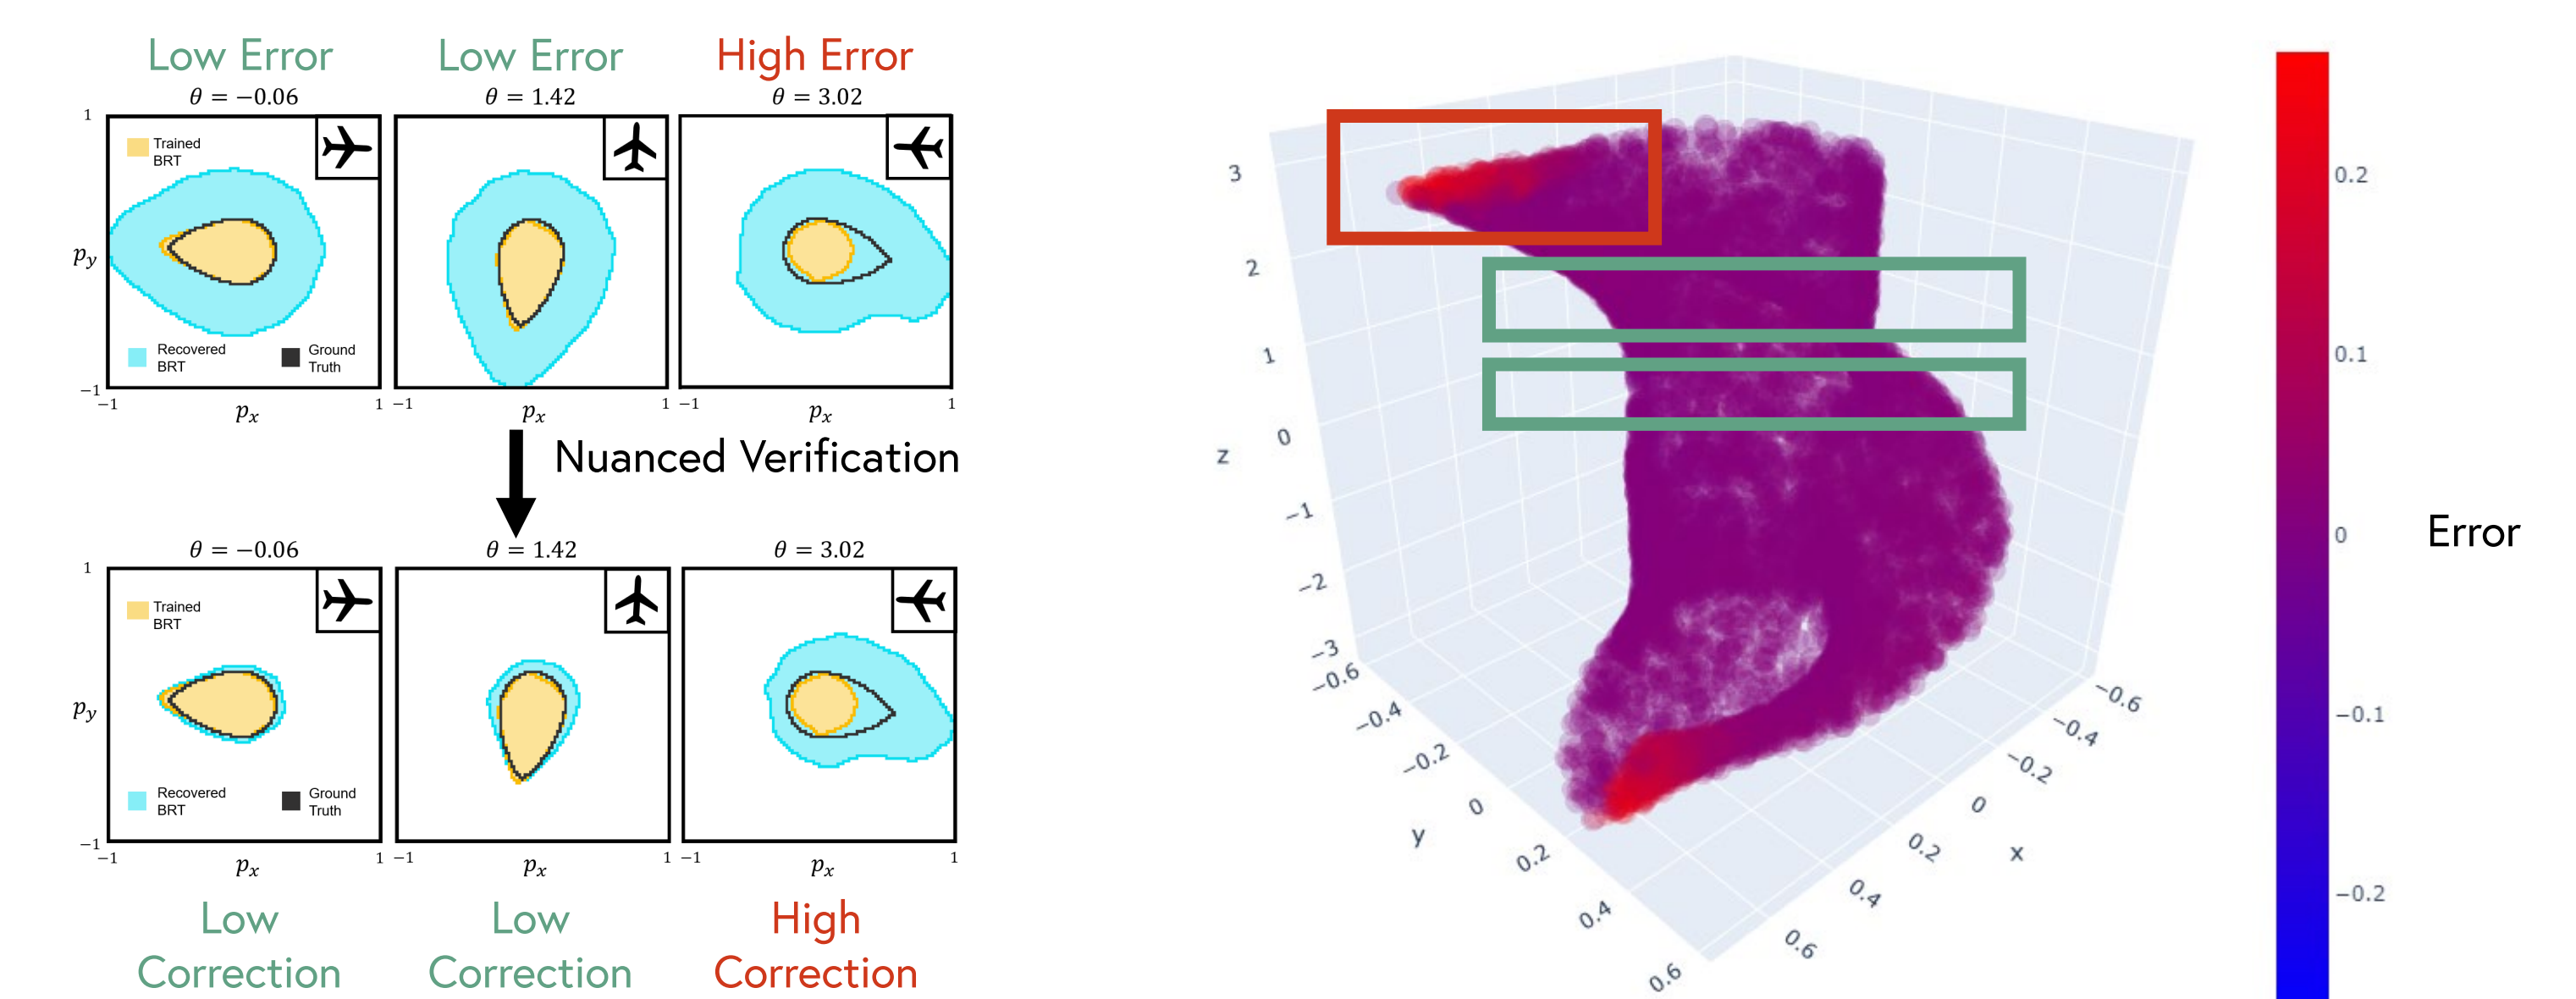 Low Error
Low Error
High Error
θ = −0.06
θ = 1.42
θ = 3.02
1
Trained
BRT
p_y
Recovered
BRT
Ground
Truth
−1
−1
1
−1
1
−1
1
p_x
p_x
p_x
Nuanced Verification
θ = −0.06
θ = 1.42
θ = 3.02
1
Trained
BRT
p_y
Recovered
BRT
Ground
Truth
−1
−1
1
−1
1
−1
1
p_x
p_x
p_x
Low
Correction
Low
Correction
High
Correction
3
2
1
0
−1
−2
−3
z
−0.6
−0.4
−0.2
0
0.2
0.4
0.6
y
−0.6
−0.4
−0.2
0
0.2
0.4
0.6
x
0.2
0.1
0
−0.1
−0.2
Error